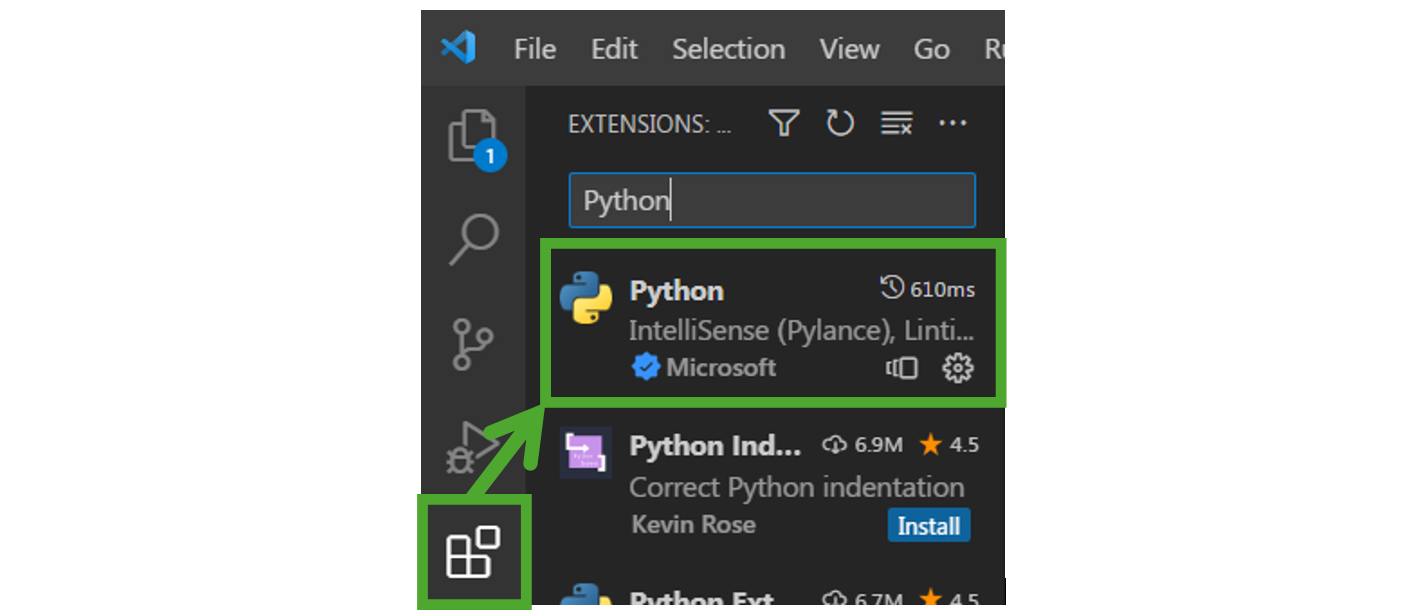 File Edit Selection View Go Ru
EXTENSIONS: ...
1
Python
Python 610ms
IntelliSense (Pylance), Linti...
Microsoft
Python Ind... 6.9M 4.5
Correct Python indentation
Kevin Rose Install
Python Ext 6.7M 4.5